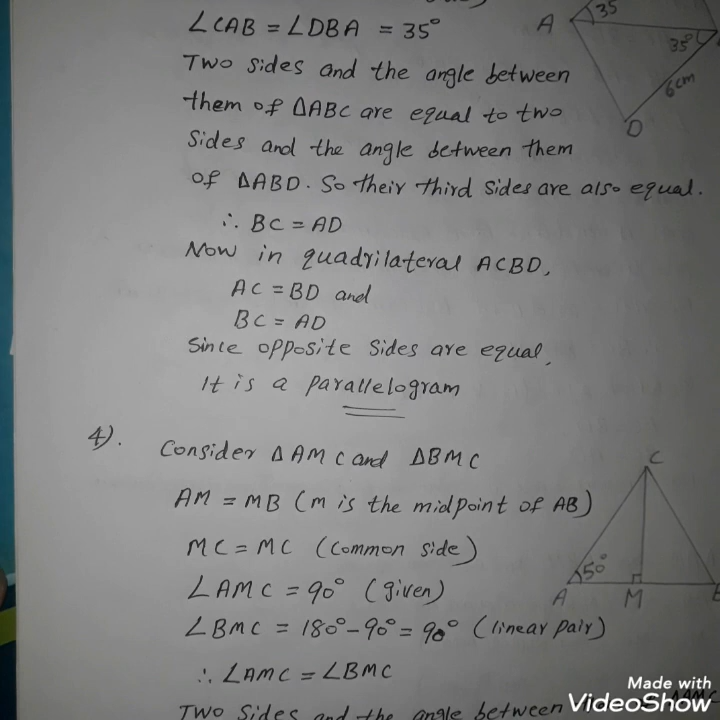 ∠CAB = ∠DBA = 35°
A
35
35°
6cm
D
Two sides and the angle between
them of ΔABC are equal to two
sides and the angle between them
of ΔABD. So their third sides are also equal.
∴ BC = AD
Now in quadrilateral ACBD,
AC = BD and
BC = AD
Since opposite sides are equal,
It is a parallelogram
4).
Consider ΔAMC and ΔBMC
AM = MB (M is the midpoint of AB)
MC = MC (Common side)
∠AMC = 90° (given)
∠BMC = 180° - 90° = 90° (linear pair)
∴ ∠AMC = ∠BMC
C
50°
A
M
Two sides and the angle between
Made with
VideoShow